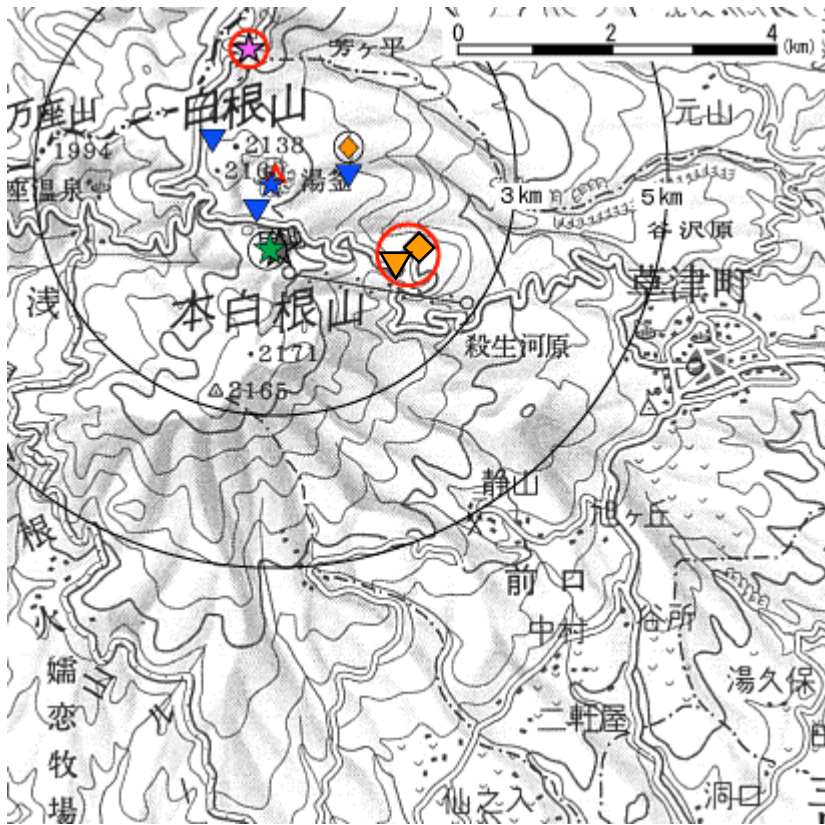 0 2 4 (km)
芳ヶ平
白根山
万座山
元山
1994
2138
湯釜
座温泉
3km
5km
谷沢原
草津町
浅
本白根山
2171
殺生河原
2165
静山
旭ヶ丘
根
前口
火
中村
谷所
嬬恋牧場
湯久保
二軒屋
仙之入
洞口